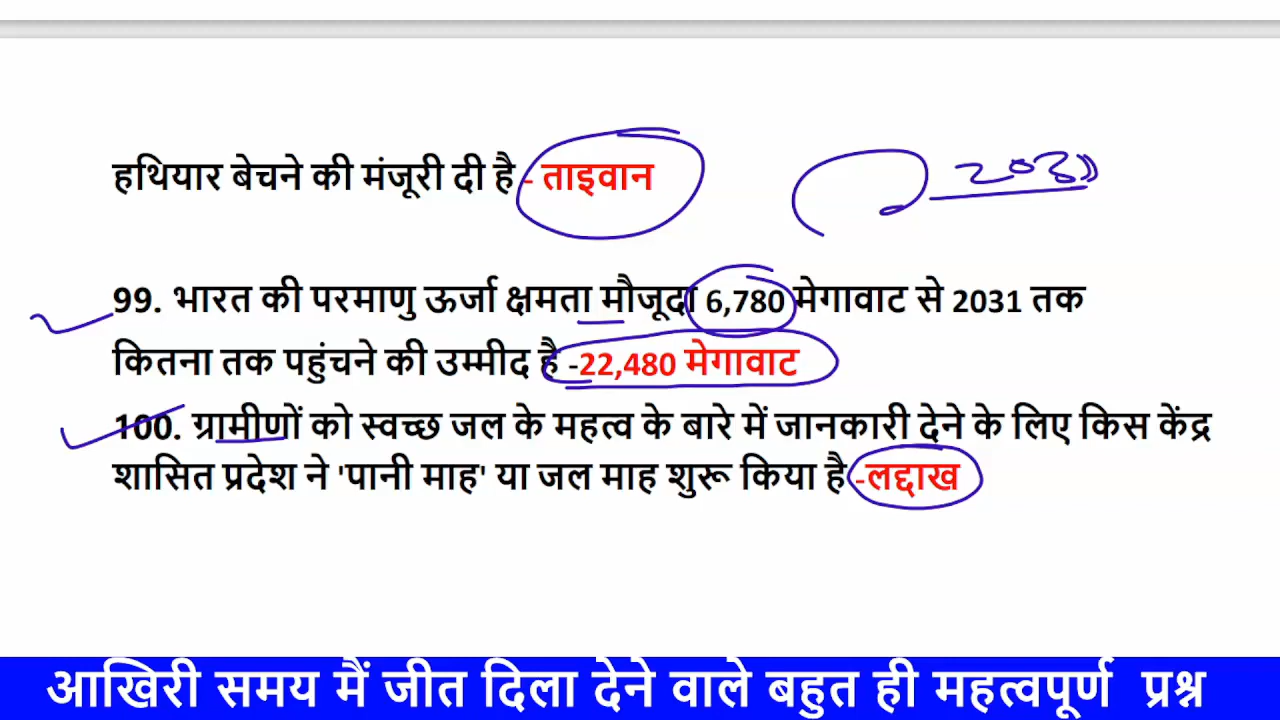 हथियार बेचने की मंजूरी दी है - ताइवान
99. भारत की परमाणु ऊर्जा क्षमता मौजूदा 6,780 मेगावाट से 2031 तक
कितना तक पहुंचने की उम्मीद है -22,480 मेगावाट
100. ग्रामीणों को स्वच्छ जल के महत्व के बारे में जानकारी देने के लिए किस केंद्र
शासित प्रदेश ने 'पानी माह' या जल माह शुरू किया है -लद्दाख
आखिरी समय मैं जीत दिला देने वाले बहुत ही महत्वपूर्ण प्रश्न